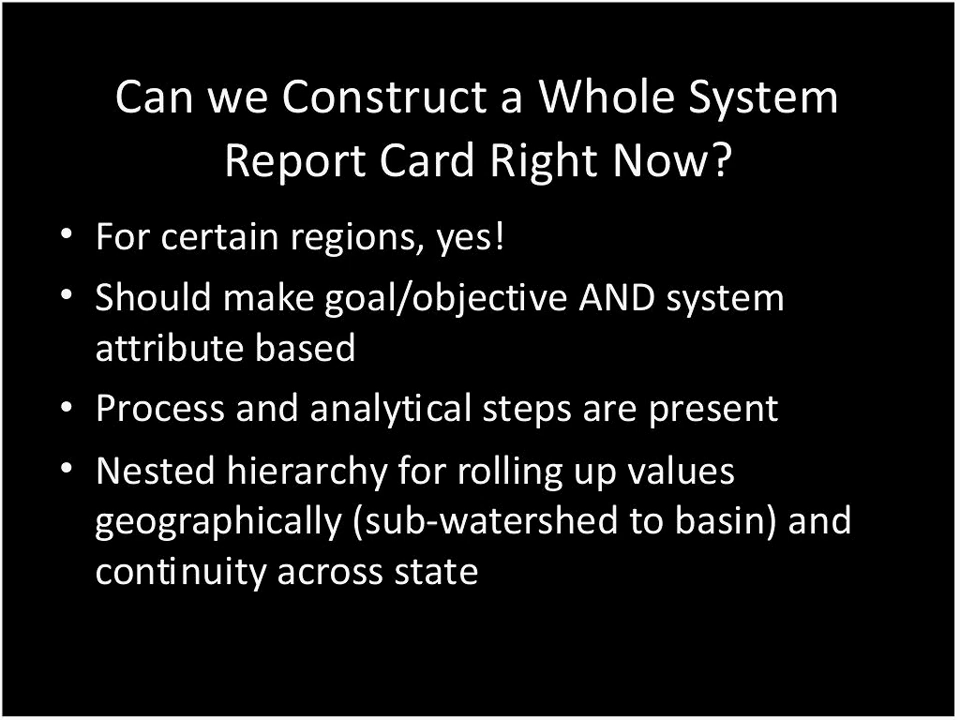 Can we Construct a Whole System
Report Card Right Now?
• For certain regions, yes!
• Should make goal/objective AND system
attribute based
• Process and analytical steps are present
• Nested hierarchy for rolling up values
geographically (sub-watershed to basin) and
continuity across state